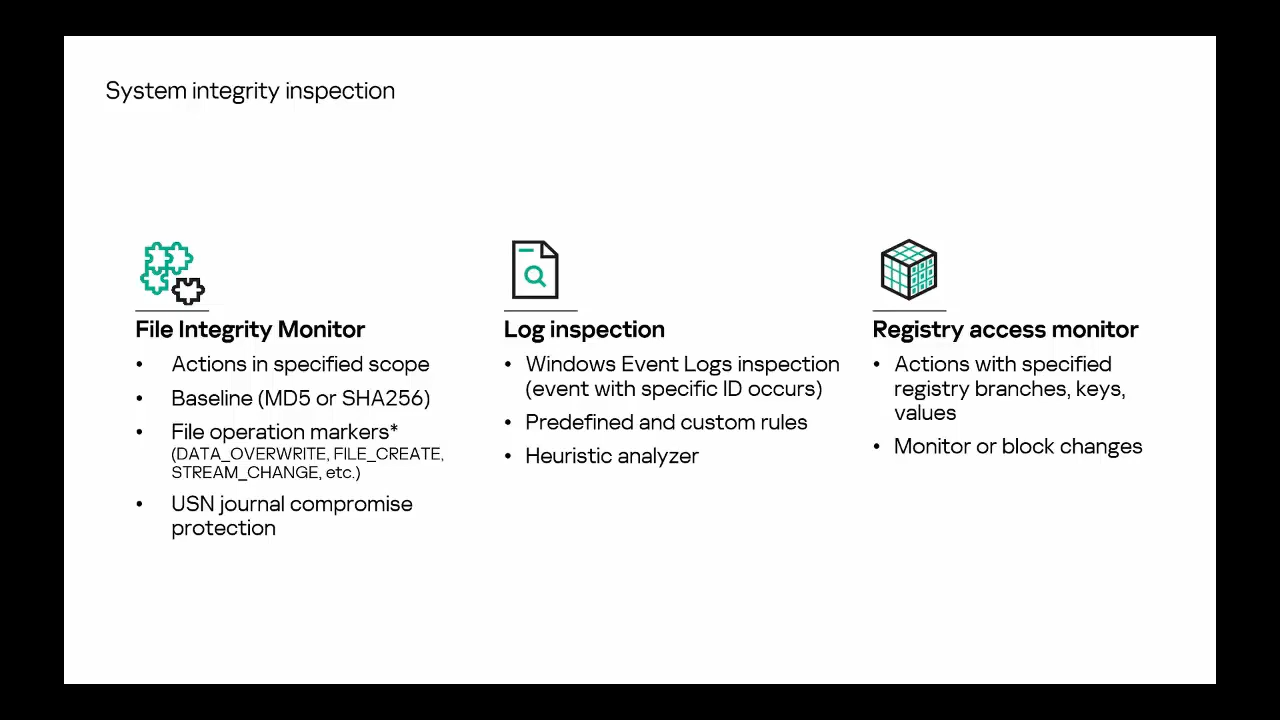 System integrity inspection
File Integrity Monitor
• Actions in specified scope
• Baseline (MD5 or SHA256)
• File operation markers*
(DATA_OVERWRITE, FILE_CREATE,
STREAM_CHANGE, etc.)
• USN journal compromise
protection
Log inspection
• Windows Event Logs inspection
(event with specific ID occurs)
• Predefined and custom rules
• Heuristic analyzer
Registry access monitor
• Actions with specified
registry branches, keys,
values
• Monitor or block changes